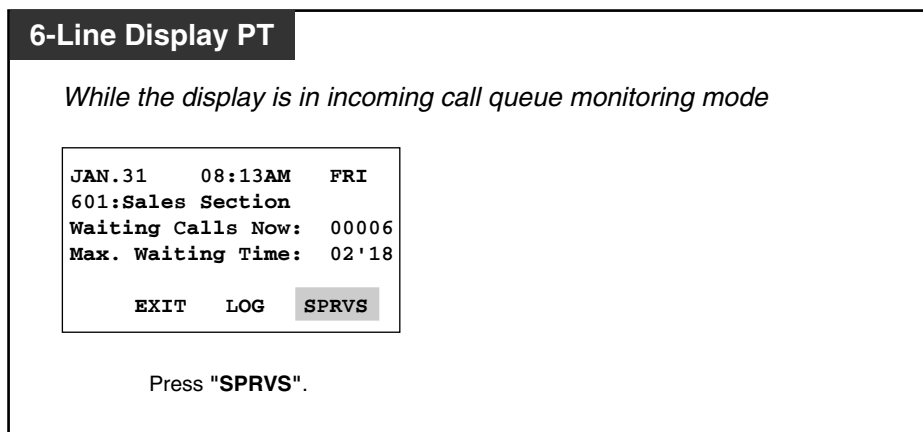 6-Line Display PT
While the display is in incoming call queue monitoring mode
JAN.31 08:13AM FRI
601:Sales Section
Waiting Calls Now: 00006
Max. Waiting Time: 02'18
EXIT LOG SPRVS
Press "SPRVS".